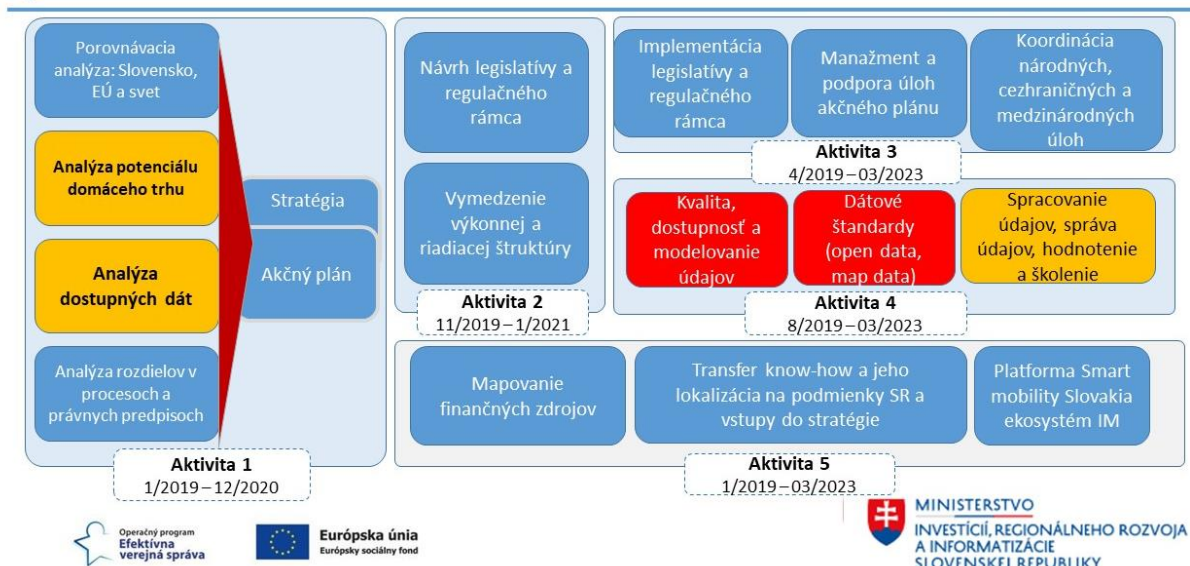 Porovnávacia
analýza: Slovensko,
EÚ a svet
Analýza potenciálu
domáceho trhu
Analýza
dostupných dát
Analýza rozdielov v
procesoch a
právnych predpisoch
Stratégia
Akčný plán
Aktivita 1
1/2019–12/2020
Návrh legislatívy a
regulačného
rámca
Vymedzenie
výkonnej a
riadiacej štruktúry
Aktivita 2
11/2019–1/2021
Implementácia
legislatívy a
regulačného
rámca
Manažment a
podpora úloh
akčného plánu
Koordinácia
národných,
cezhraničných a
medzinárodných
úloh
Aktivita 3
4/2019–03/2023
Kvalita,
dostupnosť a
modelovanie
údajov
Dátové
štandardy
(open data,
map data)
Spracovanie
údajov, správa
údajov, hodnotenie
a školenie
Aktivita 4
8/2019–03/2023
Mapovanie
finančných zdrojov
Transfer know-how a jeho
lokalizácia na podmienky SR a
vstupy do stratégie
Platforma Smart
mobility Slovakia
ekosystém IM
Aktivita 5
1/2019–03/2023
Operačný program
Efektívna
verejná správa
Európska únia
Európsky sociálny fond
MINISTERSTVO
INVESTÍCIÍ, REGIONÁLNEHO ROZVOJA
A INFORMATIZÁCIE
SLOVENSKEJ REPUBLIKY